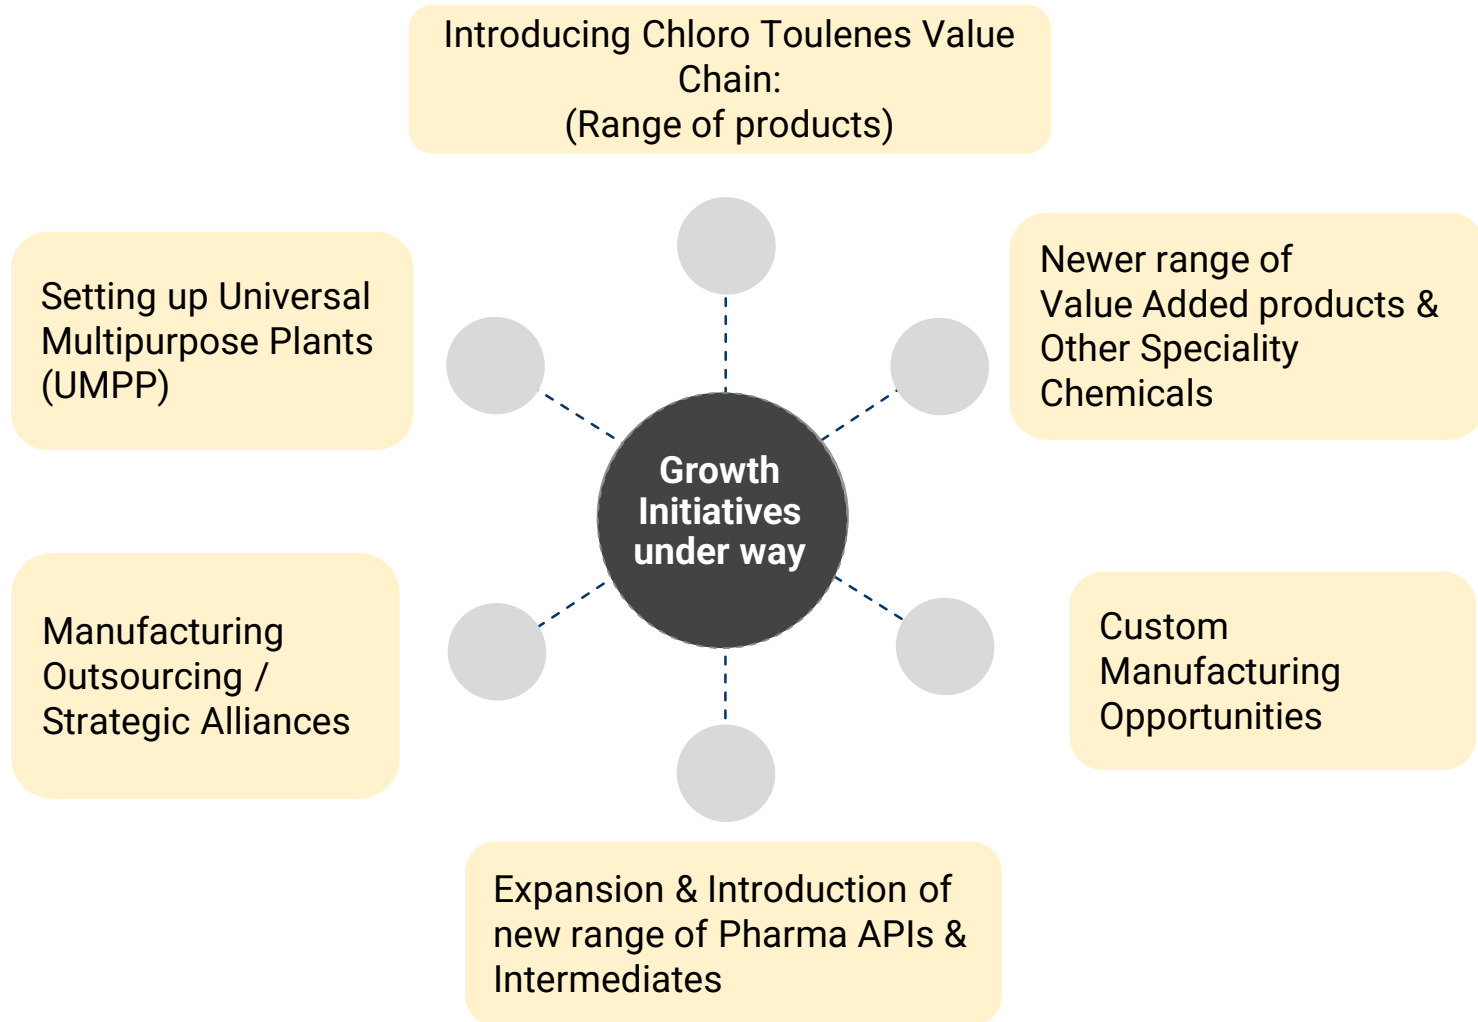 Introducing Chloro Toulenes Value
Chain:
(Range of products)
Setting up Universal
Multipurpose Plants
(UMPP)
Newer range of
Value Added products &
Other Speciality
Chemicals
Growth
Initiatives
under way
Manufacturing
Outsourcing /
Strategic Alliances
Custom
Manufacturing
Opportunities
Expansion & Introduction of
new range of Pharma APIs &
Intermediates